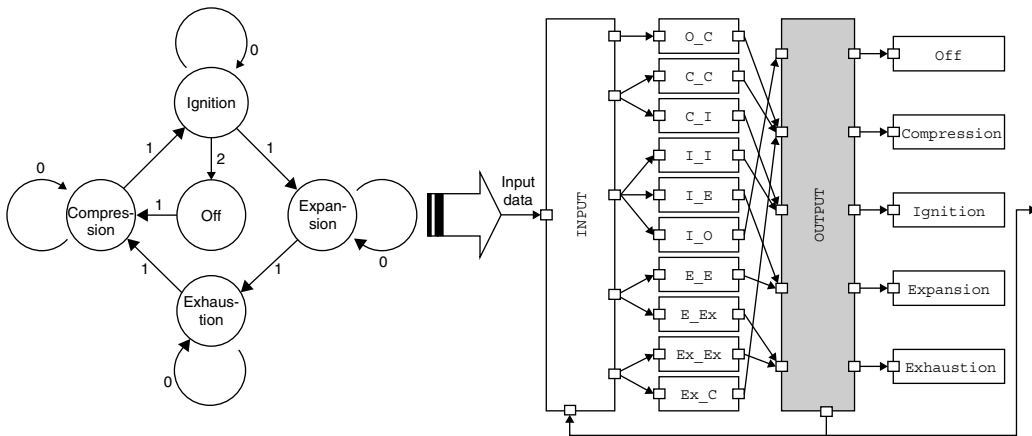 0
Ignition
1
2
1
0
Compres-
sion
1
Off
Expan-
sion
0
1
1
Exhaus-
tion
0
Input
data
INPUT
O_C
C_C
C_I
I_I
I_E
I_O
E_E
E_Ex
Ex_Ex
Ex_C
OUTPUT
Off
Compression
Ignition
Expansion
Exhaustion